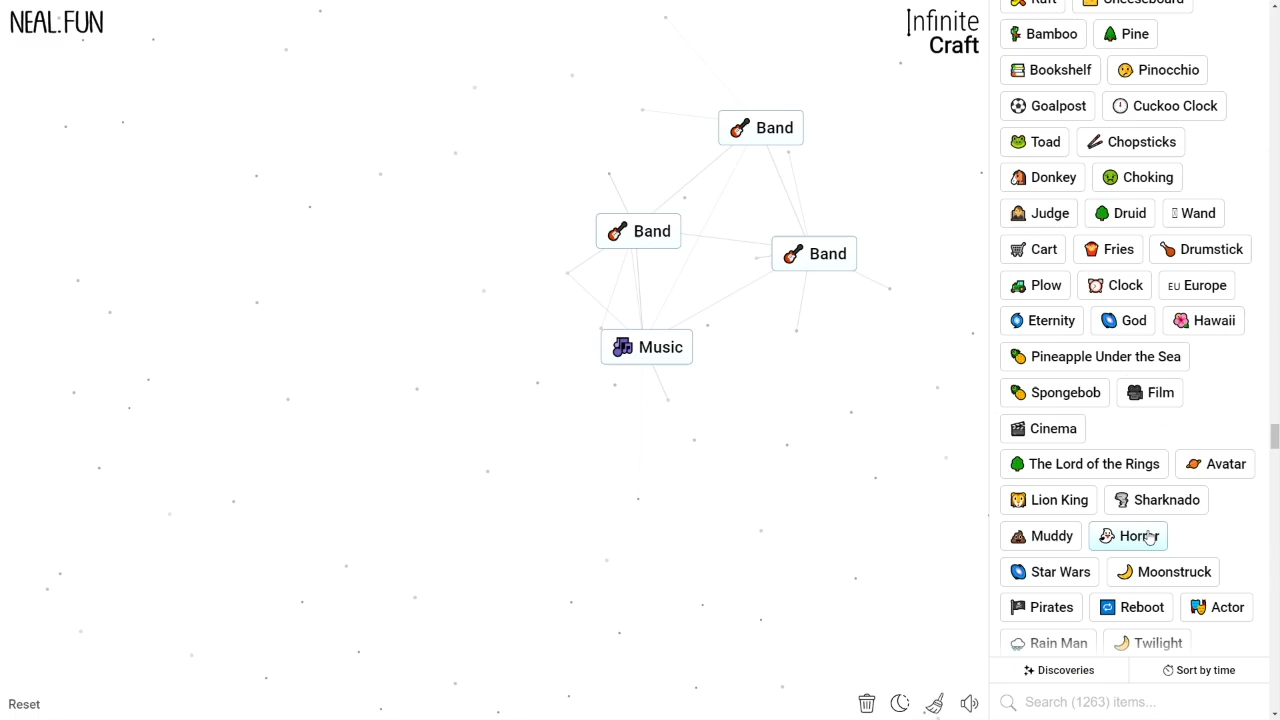 NEAL.FUN
Infinite
Craft
Band
Band
Band
Music
Raft Cheeseboard
Bamboo Pine
Bookshelf Pinocchio
Goalpost Cuckoo Clock
Toad Chopsticks
Donkey Choking
Judge Druid Wand
Cart Fries Drumstick
Plow Clock EU Europe
Eternity God Hawaii
Pineapple Under the Sea
Spongebob Film
Cinema
The Lord of the Rings Avatar
Lion King Sharknado
Muddy Horror
Star Wars Moonstruck
Pirates Reboot Actor
Rain Man Twilight
Discoveries Sort by time
Search (1263) items...
Reset